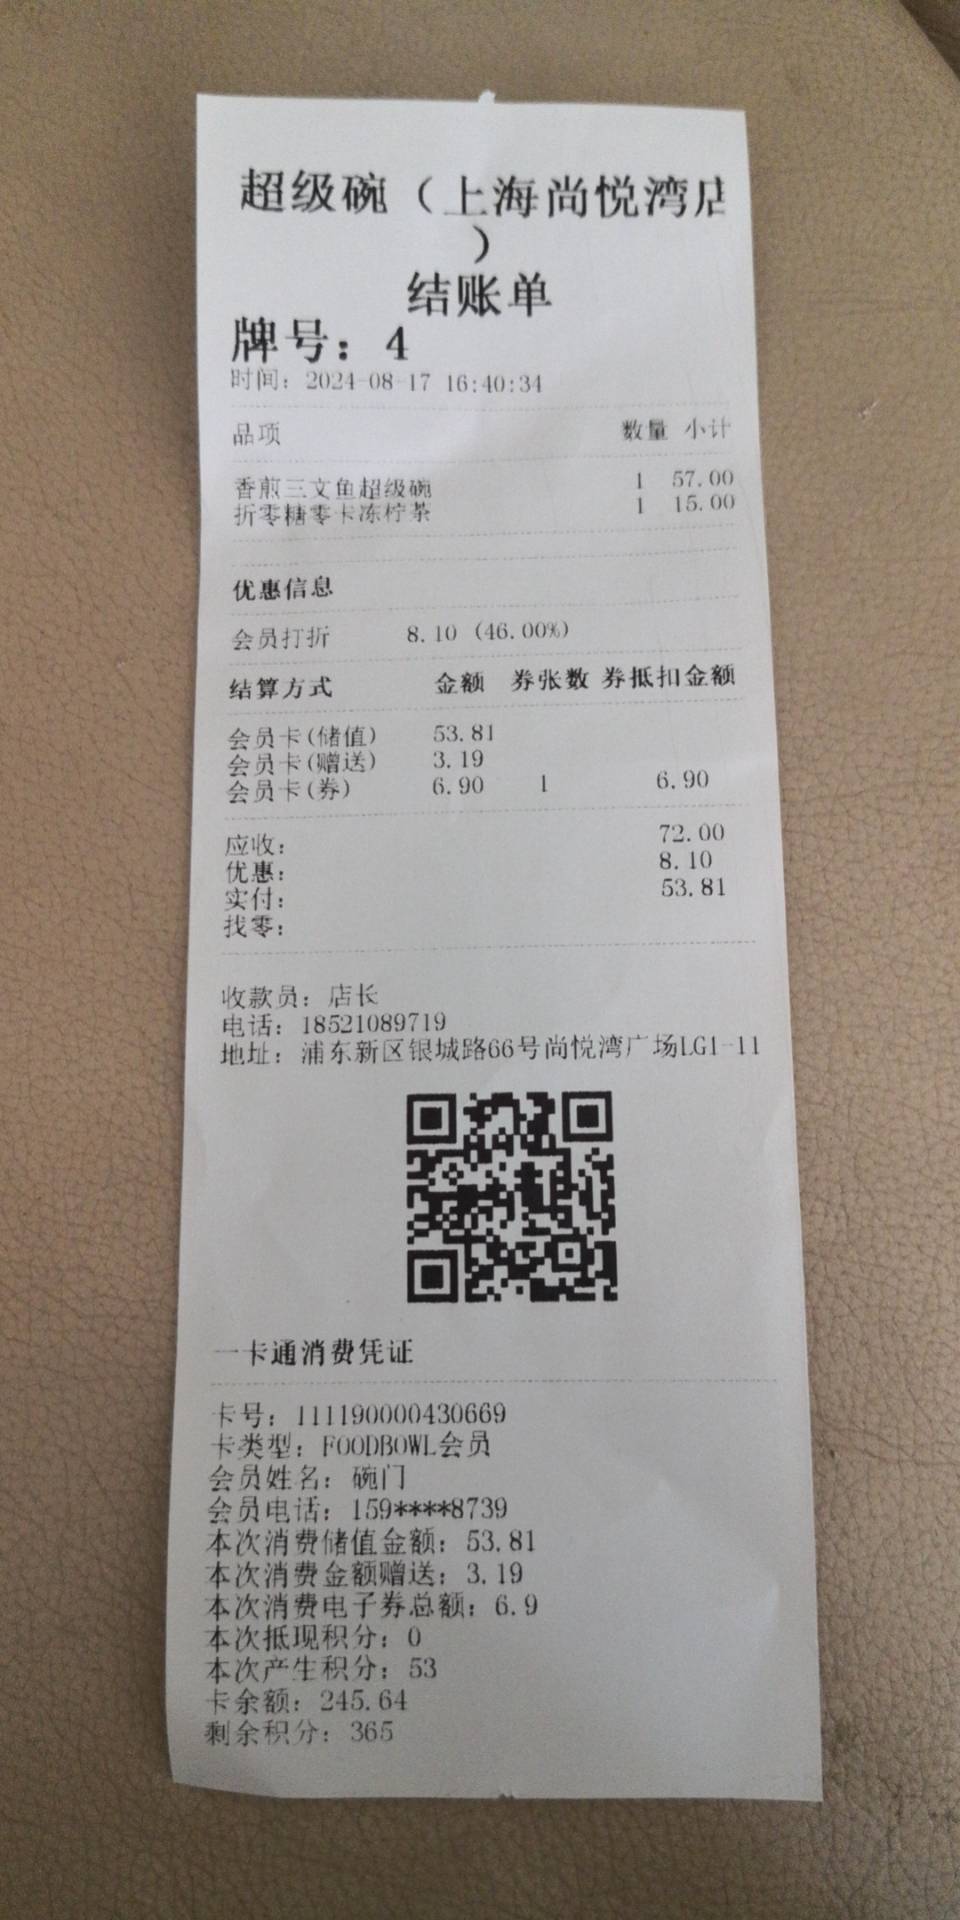 超级碗（上海尚悦湾店
）
结账单
牌号：4
时间：2024-08-17 16:40:34
品项 数量 小计
香煎三文鱼超级碗 1 57.00
折零糖零卡冻柠茶 1 15.00
优惠信息
会员打折 8.10 (46.00%)
结算方式 金额 券张数 券抵扣金额
会员卡(储值) 53.81
会员卡(赠送) 3.19
会员卡(券) 6.90 1 6.90
应收： 72.00
优惠： 8.10
实付： 53.81
找零：
收款员：店长
电话：18521089719
地址：浦东新区银城路66号尚悦湾广场LG1-11
一卡通消费凭证
卡号：111190000430669
卡类型：FOODBOWL会员
会员姓名：碗门
会员电话：159****8739
本次消费储值金额：53.81
本次消费金额赠送：3.19
本次消费电子券总额：6.9
本次抵现积分：0
本次产生积分：53
卡余额：245.64
剩余积分：365